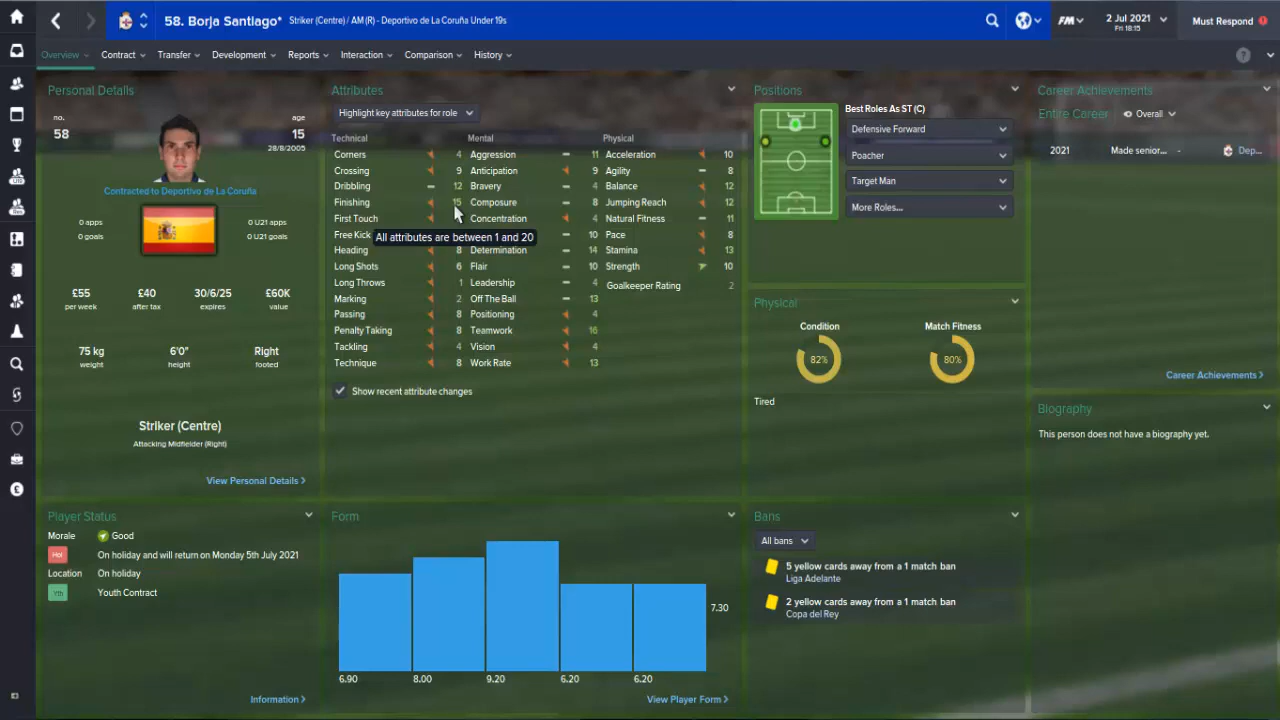 58. Borja Santiago* Striker (Centre) / AM (R) - Deportivo de La Coruña Under 19s
FM
2 Jul 2021
Fri 18:15
Must Respond
Overview Contract Transfer Development Reports Interaction Comparison History
Personal Details
no.
58
age
15
28/8/2005
Contracted to Deportivo de La Coruña
0 apps
0 goals
0 U21 apps
0 U21 goals
£55
per week
£40
after tax
30/6/25
expires
£60K
value
75 kg
weight
6'0"
height
Right
footed
Striker (Centre)
Attacking Midfielder (Right)
View Personal Details >
Attributes
Highlight key attributes for role
Technical Mental Physical
Corners 4 Aggression 11 Acceleration 10
Crossing 9 Anticipation 9 Agility 8
Dribbling 12 Bravery 4 Balance 12
Finishing 15 Composure 8 Jumping Reach 12
First Touch Concentration 4 Natural Fitness 11
Free Kick 10 Pace 8
All attributes are between 1 and 20
Heading 8 Determination 14 Stamina 13
Long Shots 6 Flair 10 Strength 10
Long Throws 1 Leadership 4 Goalkeeper Rating 2
Marking 2 Off The Ball 13
Passing 8 Positioning 4
Penalty Taking 8 Teamwork 16
Tackling 4 Vision 4
Technique 8 Work Rate 13
Show recent attribute changes
Positions
Best Roles As ST (C)
Defensive Forward
Poacher
Target Man
More Roles...
Physical
Condition
82%
Match Fitness
80%
Tired
Career Achievements
Entire Career Overall
2021 Made senior... - Dep...
Career Achievements >
Biography
This person does not have a biography yet.
Player Status
Morale Good
Hol On holiday and will return on Monday 5th July 2021
Location On holiday
Yth Youth Contract
Information >
Form
7.30
6.90 8.00 9.20 6.20 6.20
View Player Form >
Bans
All bans
5 yellow cards away from a 1 match ban
Liga Adelante
2 yellow cards away from a 1 match ban
Copa del Rey